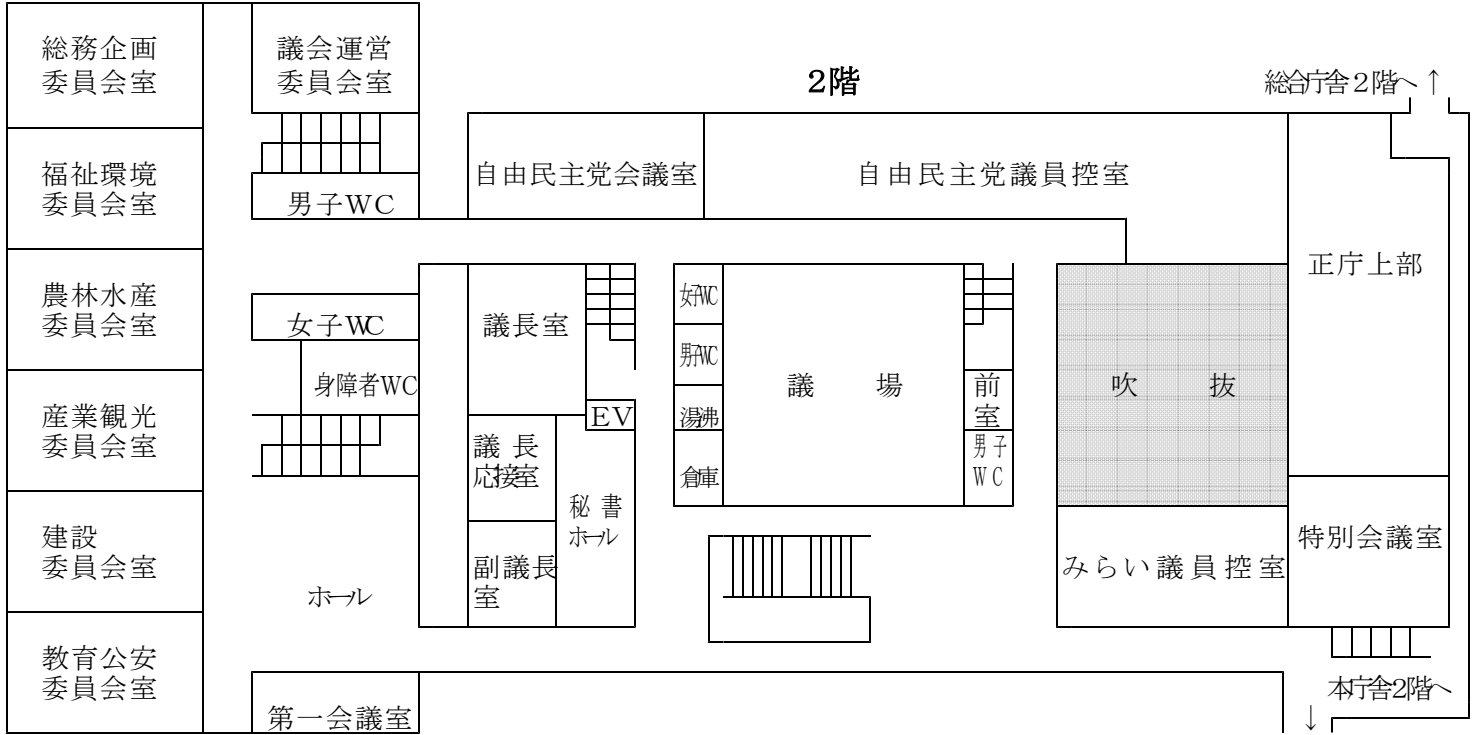 総務企画
委員会室
議会運営
委員会室
2階
総合庁舎2階へ ↑
福祉環境
委員会室
男子WC
自由民主党会議室
自由民主党議員控室
正庁上部
農林水産
委員会室
女子WC
身障者WC
議長室
女子WC
男子WC
湯沸
倉庫
議場
前室
男子
WC
吹抜
産業観光
委員会室
EV
議長
応接室
秘書
ホール
副議長
室
建設
委員会室
ホール
みらい議員控室
特別会議室
教育公安
委員会室
第一会議室
本庁舎2階へ
↓